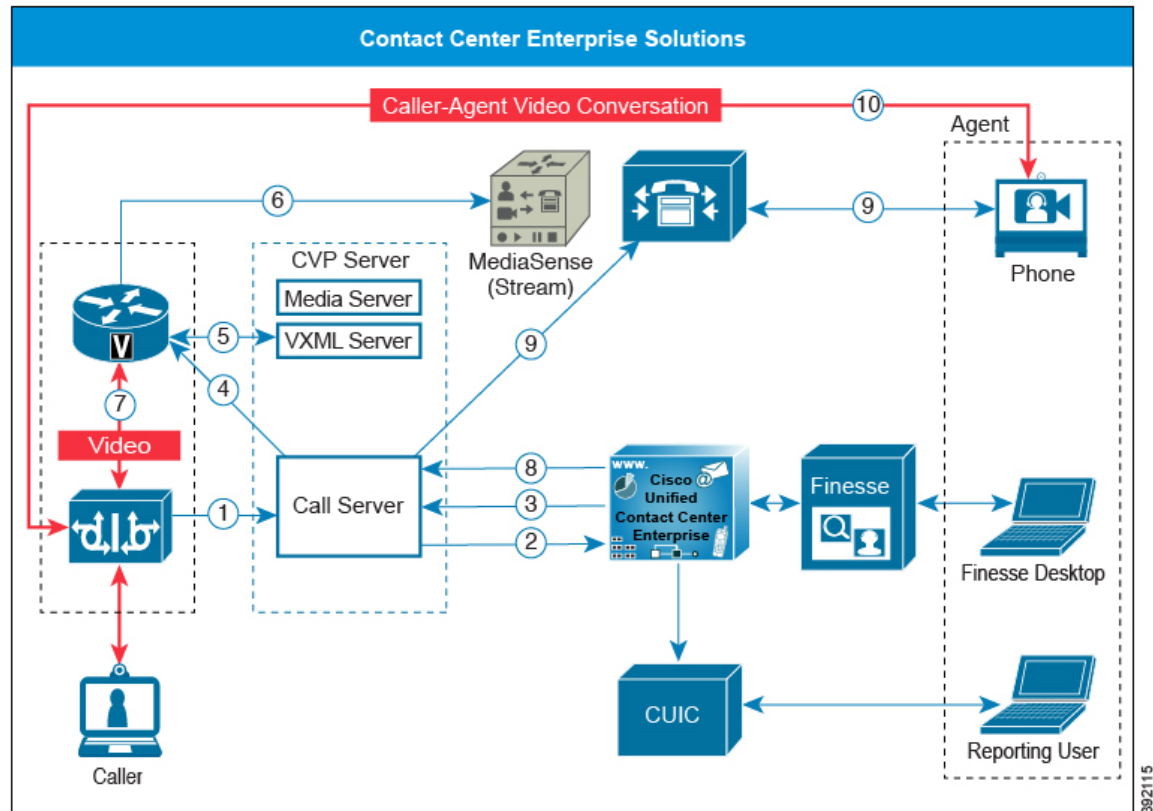 Contact Center Enterprise Solutions
Caller-Agent Video Conversation
10
Agent
6
CVP Server
Media Server
VXML Server
MediaSense
(Stream)
9
Phone
V
5
9
4
7
Video
Call Server
1
8
3
2
www.
Cisco @
Unified
Contact Center
Enterprise
Finesse
Finesse Desktop
CUIC
Caller
Reporting User
392115